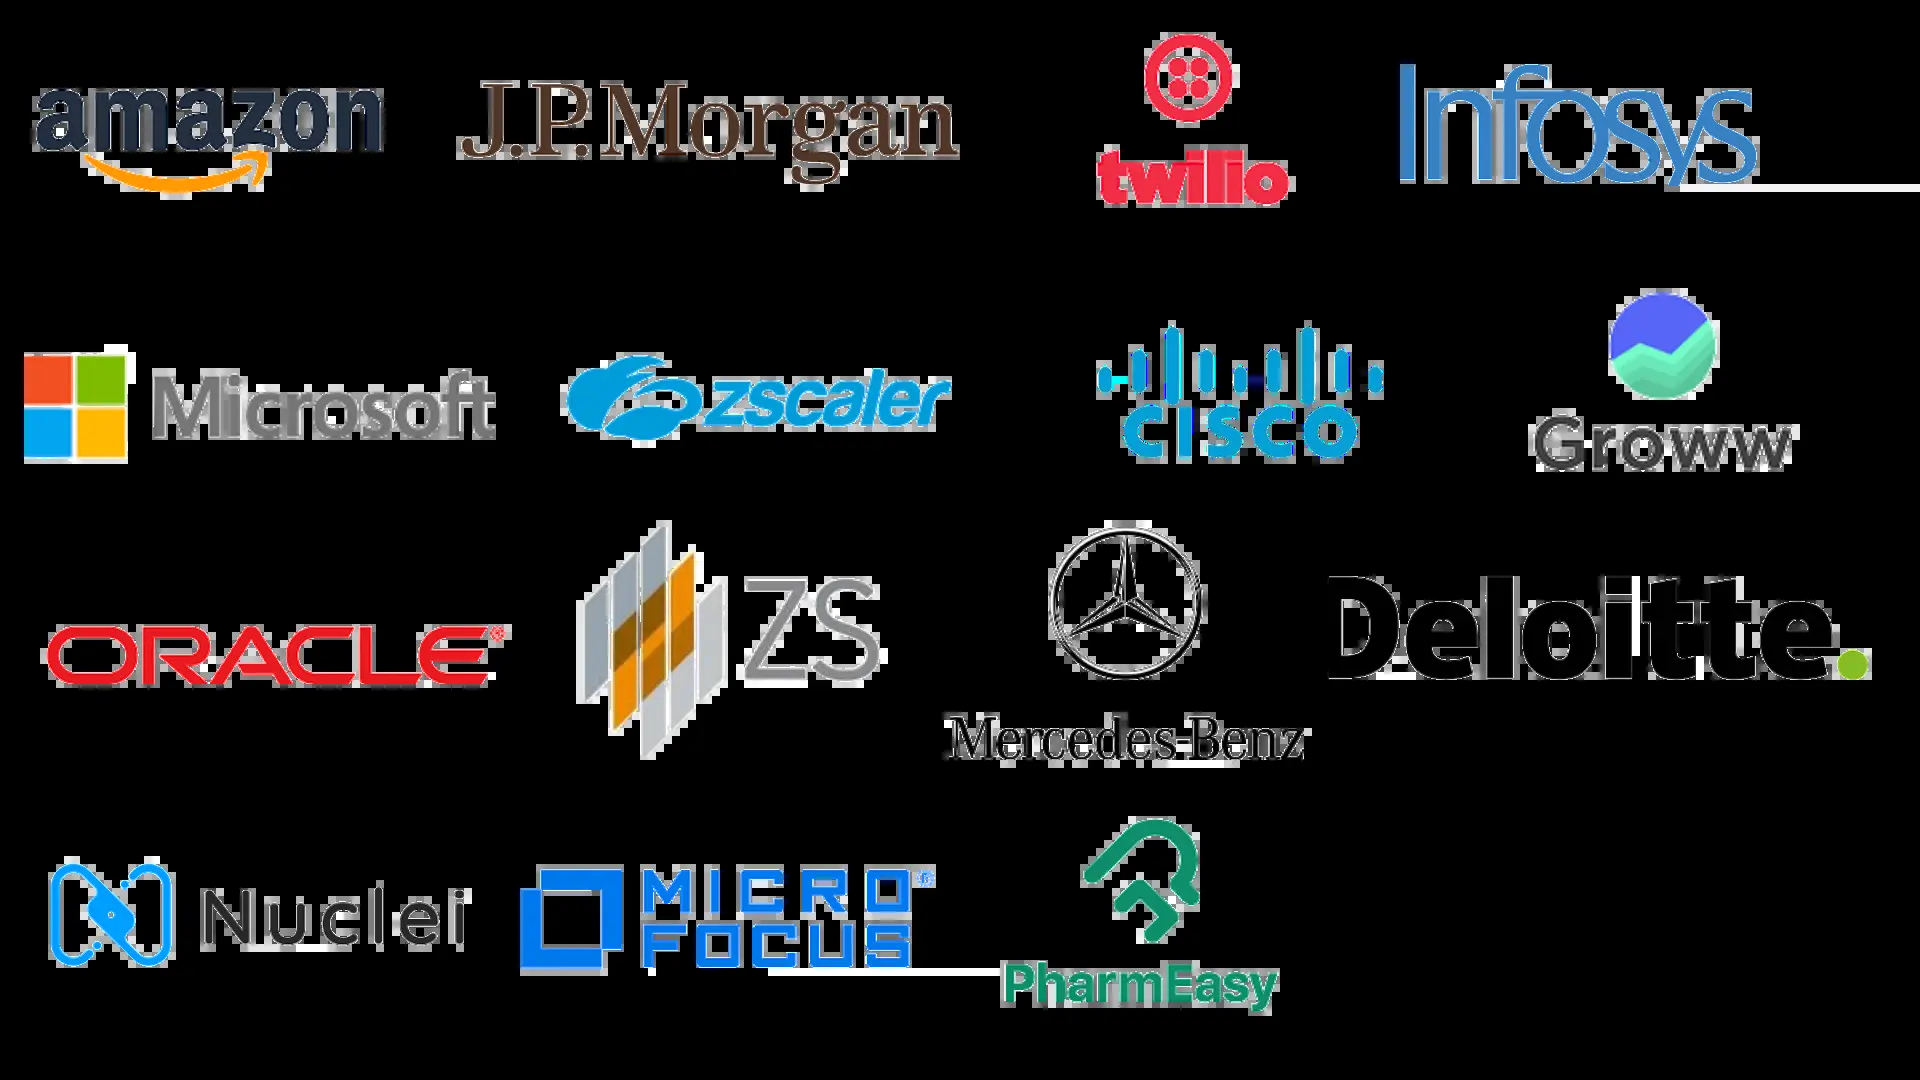 amazon
J.P.Morgan
twilio
Infosys
Microsoft
zscaler
CISCO
Groww
ORACLE®
ZS
Mercedes-Benz
Deloitte.
Nuclei
MICRO
FOCUS
PharmEasy